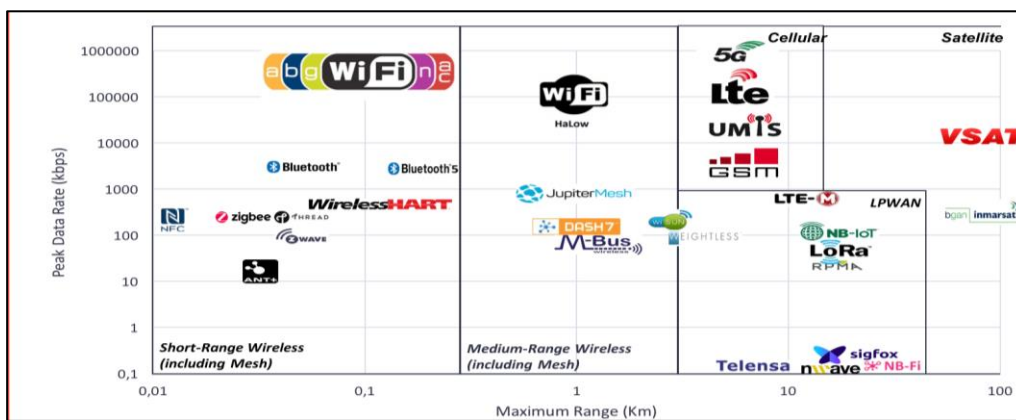 Peak Data Rate (kbps)
1000000
100000
10000
1000
100
10
1
0,1
a b g WiFi n ac
Bluetooth
Bluetooth 5
NFC
zigbee
THREAD
WirelessHART
Z WAVE
ANT+
Short-Range Wireless
(including Mesh)
WiFi
HaLow
JupiterMesh
DASH7
M-Bus
wireless
WI SUN
WEIGHTLESS
Medium-Range Wireless
(including Mesh)
Cellular
5G
Lte
UMTS
GSM
Satellite
VSAT
bgan inmarsat
LPWAN
LTE-M
NB-IoT
LoRa
RPMA
Telensa
sigfox
nwave
NB-Fi
0,01
0,1
1
10
100
Maximum Range (Km)